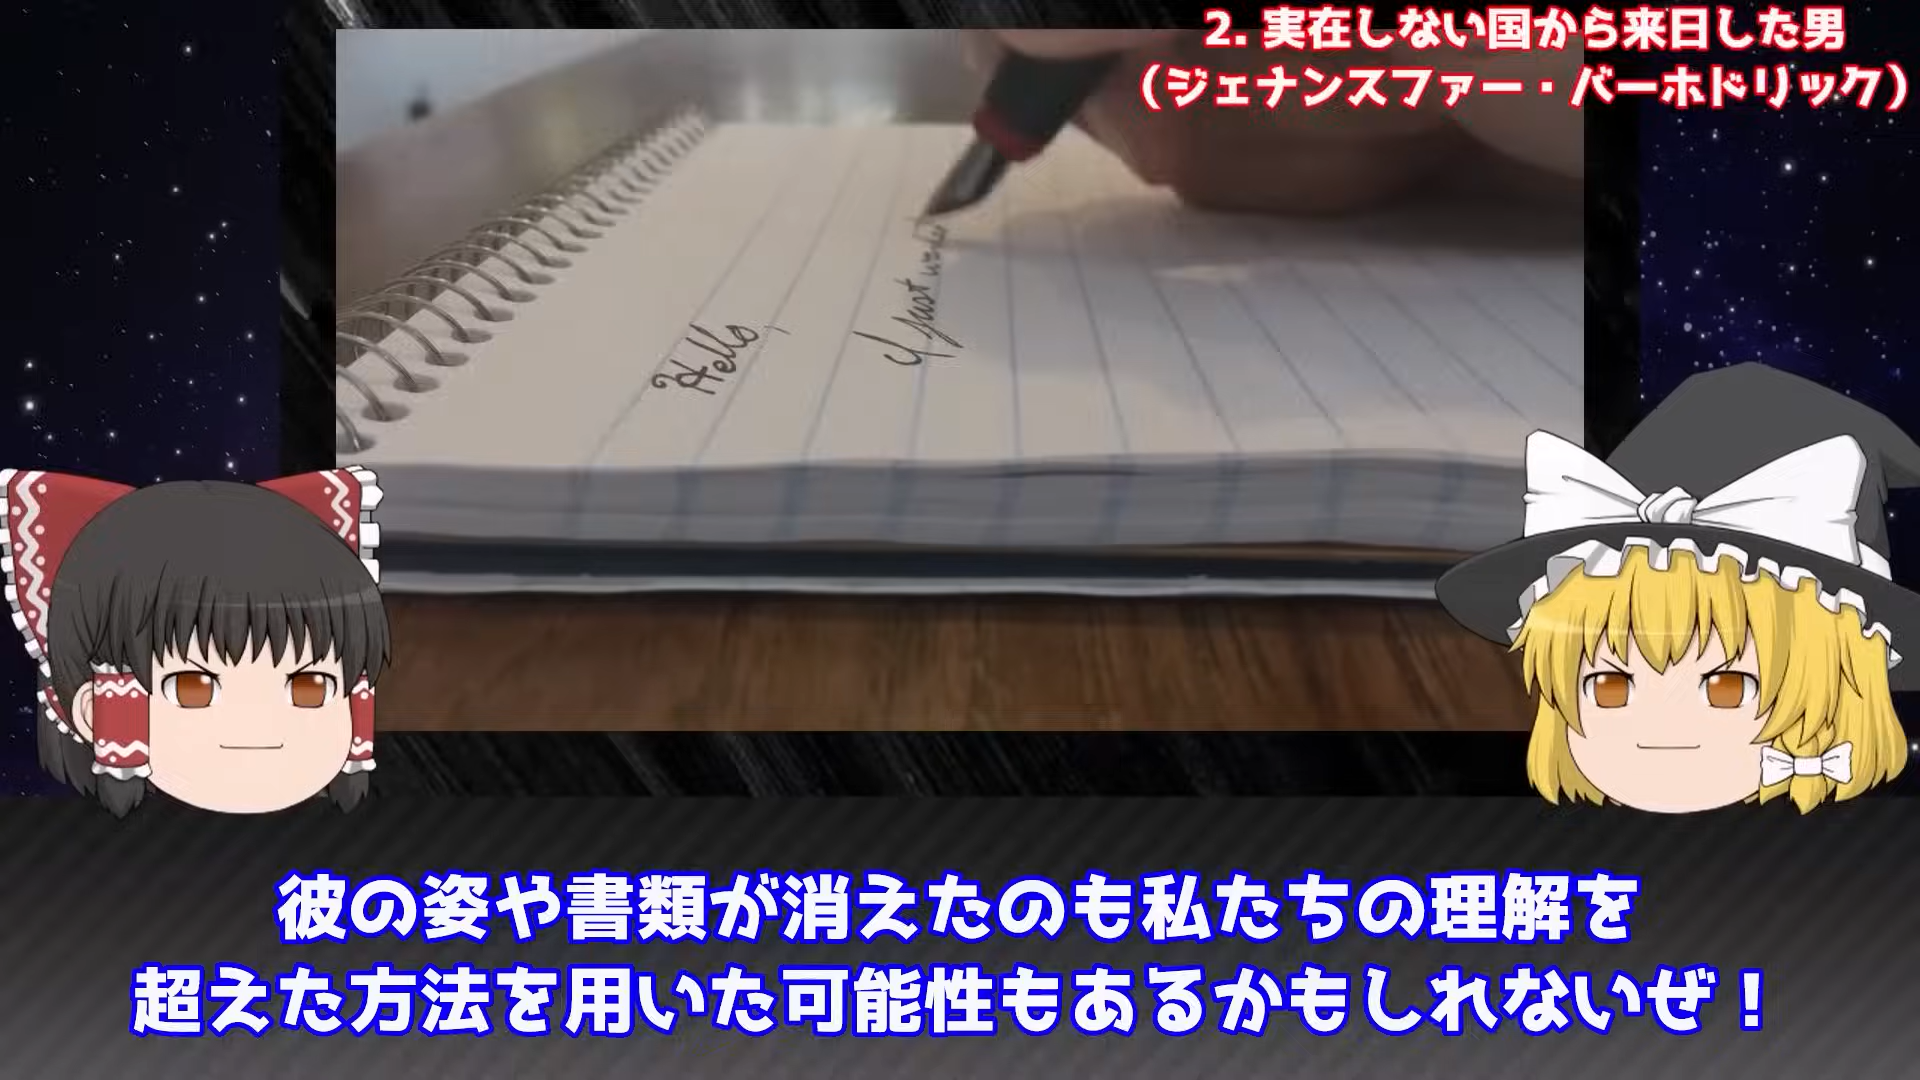 2. 実在しない国から来日した男
（ジェナンスファー・バーホドリック）
Hello,
I just
彼の姿や書類が消えたのも私たちの理解を
超えた方法を用いた可能性もあるかもしれないぜ！